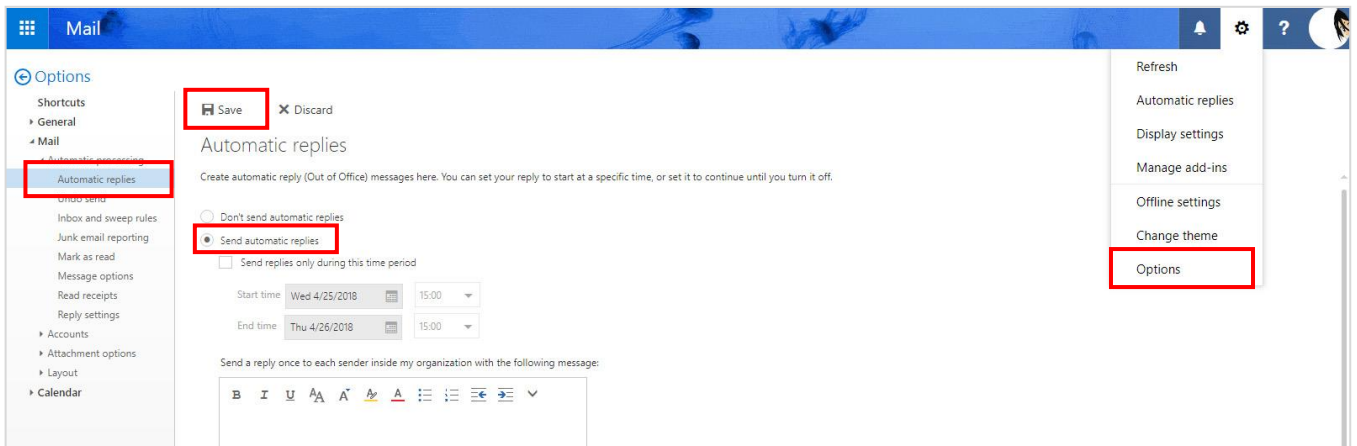 Mail
?
Options
Shortcuts
General
Mail
Automatic processing
Automatic replies
Undo send
Inbox and sweep rules
Junk email reporting
Mark as read
Message options
Read receipts
Reply settings
Accounts
Attachment options
Layout
Calendar
Save Discard
Automatic replies
Create automatic reply (Out of Office) messages here. You can set your reply to start at a specific time, or set it to continue until you turn it off.
Don't send automatic replies
Send automatic replies
Send replies only during this time period
Start time Wed 4/25/2018 15:00
End time Thu 4/26/2018 15:00
Send a reply once to each sender inside my organization with the following message:
B I U AA A A
Refresh
Automatic replies
Display settings
Manage add-ins
Offline settings
Change theme
Options